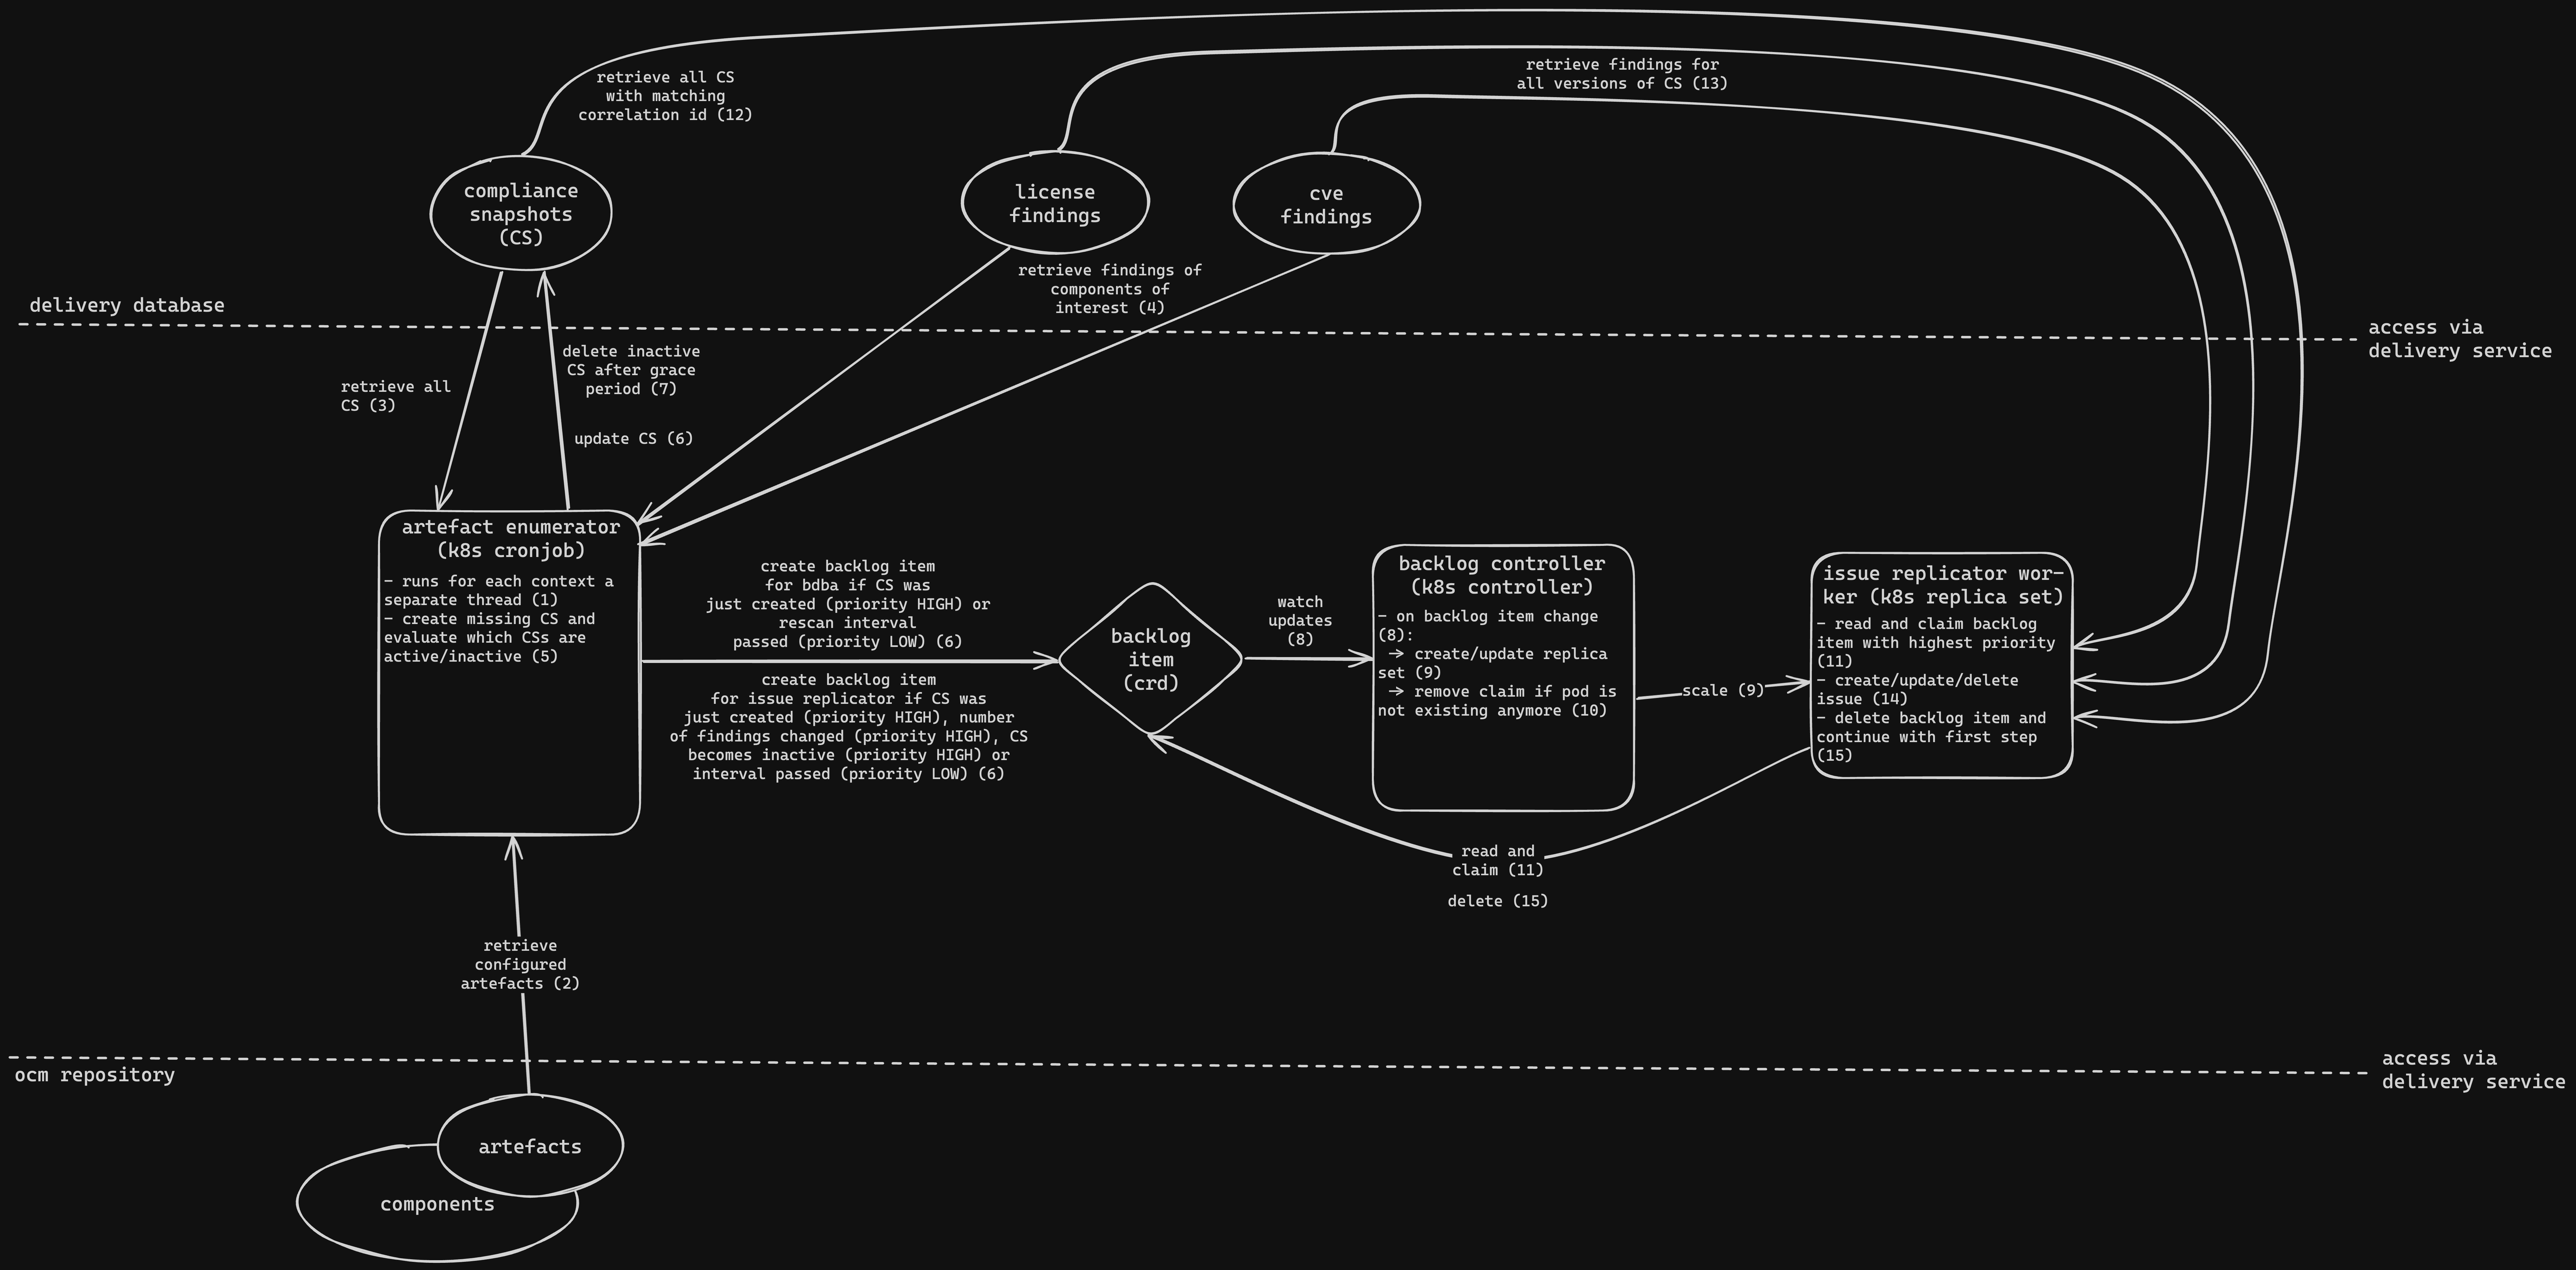 retrieve all CS
with matching
correlation id (12)
retrieve findings for
all versions of CS (13)
compliance
snapshots
(CS)
license
findings
cve
findings
retrieve findings of
components of
interest (4)
delivery database
access via
delivery service
delete inactive
CS after grace
period (7)
retrieve all
CS (3)
update CS (6)
artefact enumerator
(k8s cronjob)
- runs for each context a
separate thread (1)
- create missing CS and
evaluate which CSs are
active/inactive (5)
create backlog item
for bdba if CS was
just created (priority HIGH) or
rescan interval
passed (priority LOW) (6)
create backlog item
for issue replicator if CS was
just created (priority HIGH), number
of findings changed (priority HIGH), CS
becomes inactive (priority HIGH) or
interval passed (priority LOW) (6)
backlog
item
(crd)
watch
updates
(8)
backlog controller
(k8s controller)
- on backlog item change
(8):
-> create/update replica
set (9)
-> remove claim if pod is
not existing anymore (10)
scale (9)
issue replicator wor-
ker (k8s replica set)
- read and claim backlog
item with highest priority
(11)
- create/update/delete
issue (14)
- delete backlog item and
continue with first step
(15)
read and
claim (11)
delete (15)
retrieve
configured
artefacts (2)
ocm repository
access via
delivery service
artefacts
components